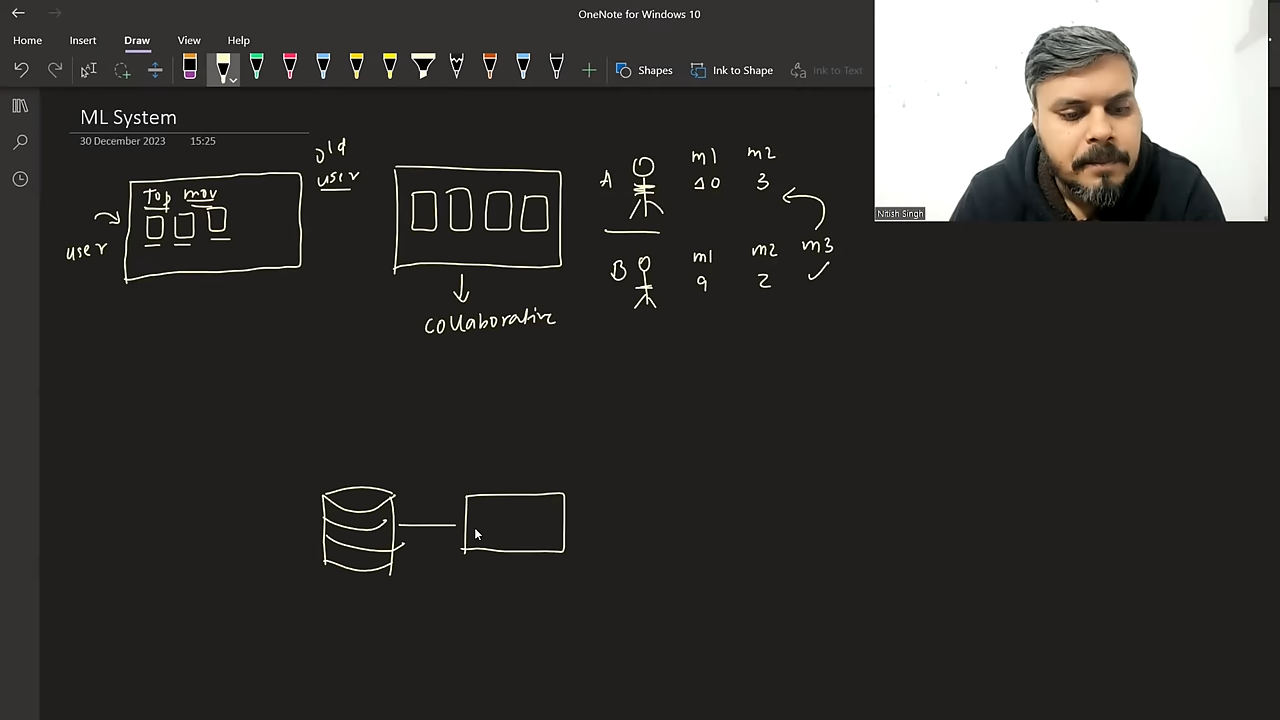 OneNote for Windows 10
Home Insert Draw View Help
Shapes Ink to Shape Ink to Text
ML System
30 December 2023 15:25
Top mov
user
old
user
collaborative
A m1 m2
10 3
B m1 m2 m3
9 2 ✓
Nitish Singh